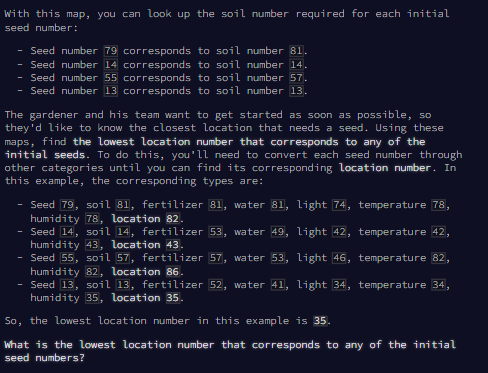 With this map, you can look up the soil number required for each initial
seed number:
- Seed number 79 corresponds to soil number 81.
- Seed number 14 corresponds to soil number 14.
- Seed number 55 corresponds to soil number 57.
- Seed number 13 corresponds to soil number 13.
The gardener and his team want to get started as soon as possible, so
they'd like to know the closest location that needs a seed. Using these
maps, find the lowest location number that corresponds to any of the
initial seeds. To do this, you'll need to convert each seed number through
other categories until you can find its corresponding location number. In
this example, the corresponding types are:
- Seed 79, soil 81, fertilizer 81, water 81, light 74, temperature 78,
humidity 78, location 82.
- Seed 14, soil 14, fertilizer 53, water 49, light 42, temperature 42,
humidity 43, location 43.
- Seed 55, soil 57, fertilizer 57, water 53, light 46, temperature 82,
humidity 82, location 86.
- Seed 13, soil 13, fertilizer 52, water 41, light 34, temperature 34,
humidity 35, location 35.
So, the lowest location number in this example is 35.
What is the lowest location number that corresponds to any of the initial
seed numbers?